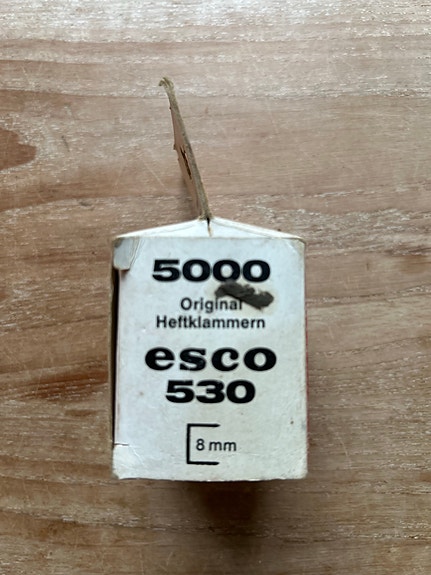 5000
Original
Heftklammern
esco
530
8 mm